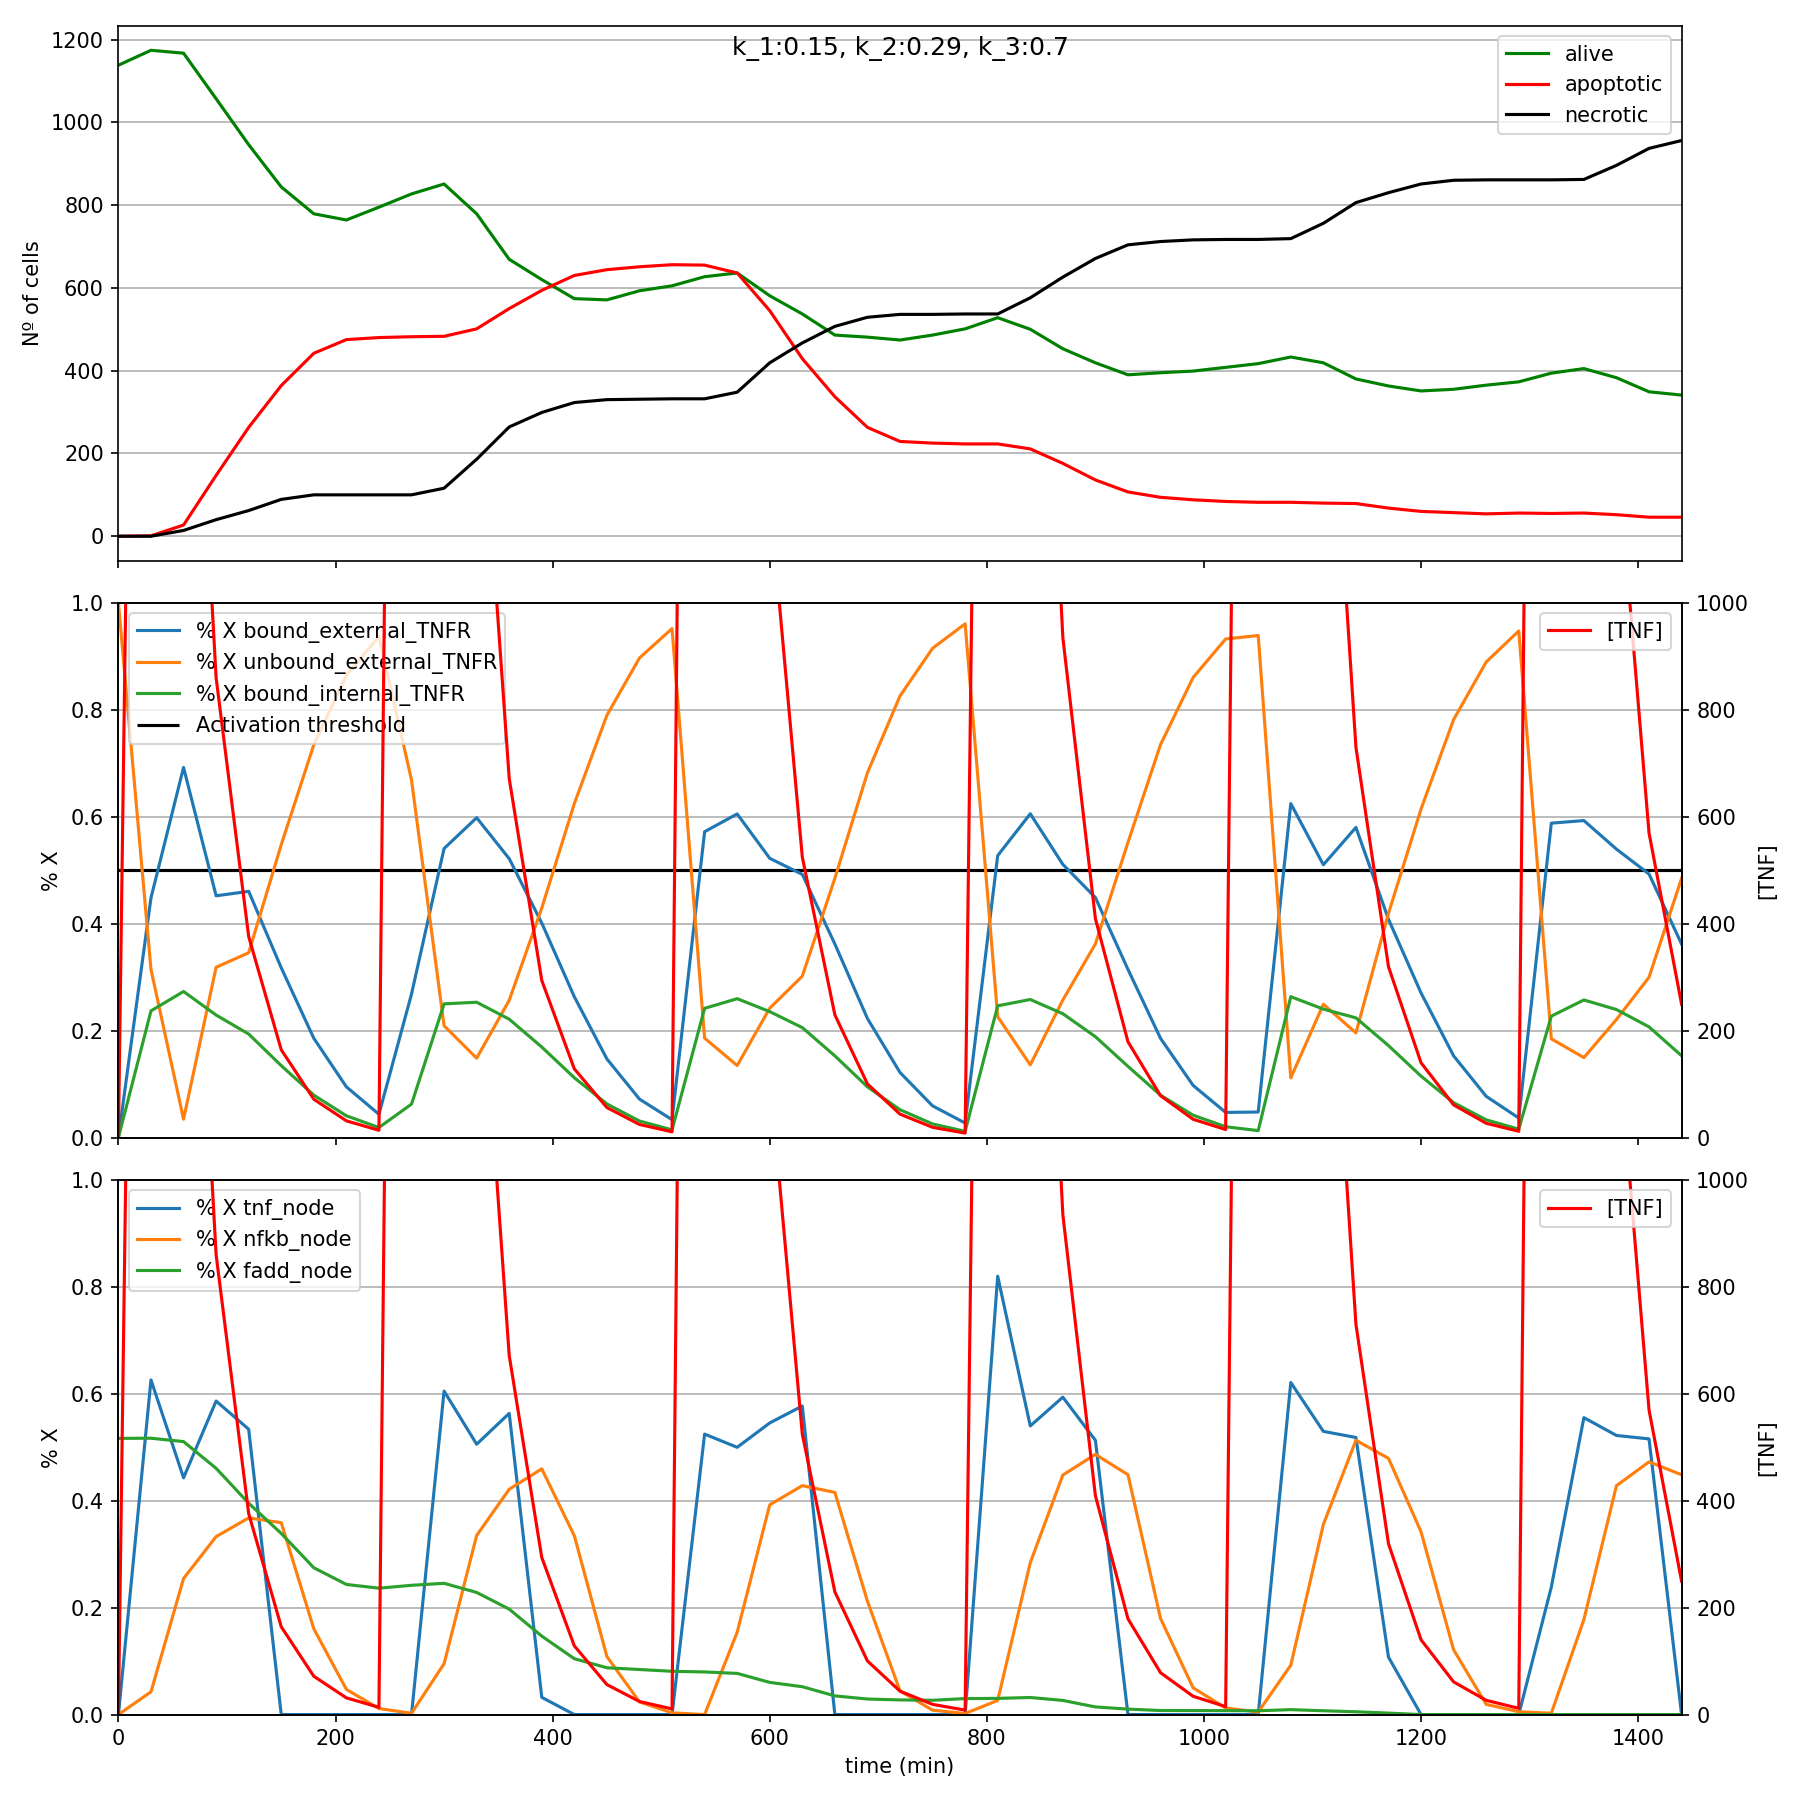 k_1:0.15, k_2:0.29, k_3:0.7
1200
1000
800
600
400
200
0
Nº of cells
alive
apoptotic
necrotic
1.0
0.8
0.6
0.4
0.2
0.0
% X
% X bound_external_TNFR
% X unbound_external_TNFR
% X bound_internal_TNFR
Activation threshold
[TNF]
1000
800
600
400
200
0
[TNF]
1.0
0.8
0.6
0.4
0.2
0.0
% X
% X tnf_node
% X nfkb_node
% X fadd_node
[TNF]
1000
800
600
400
200
0
[TNF]
0 200 400 600 800 1000 1200 1400
time (min)